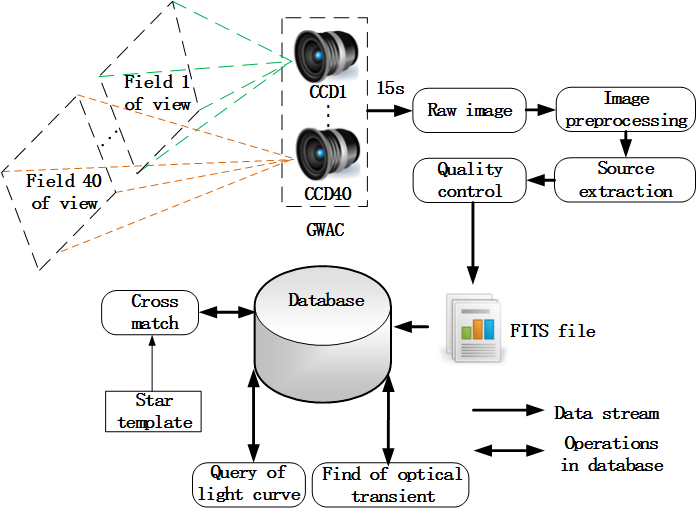 Field 1
of view
...
Field 40
of view
CCD1
CCD40
GWAC
15s
Raw image
Image
preprocessing
Quality
control
Source
extraction
Cross
match
Database
FITS file
Star
template
Data stream
Operations
in database
Query of
light curve
Find of optical
transient